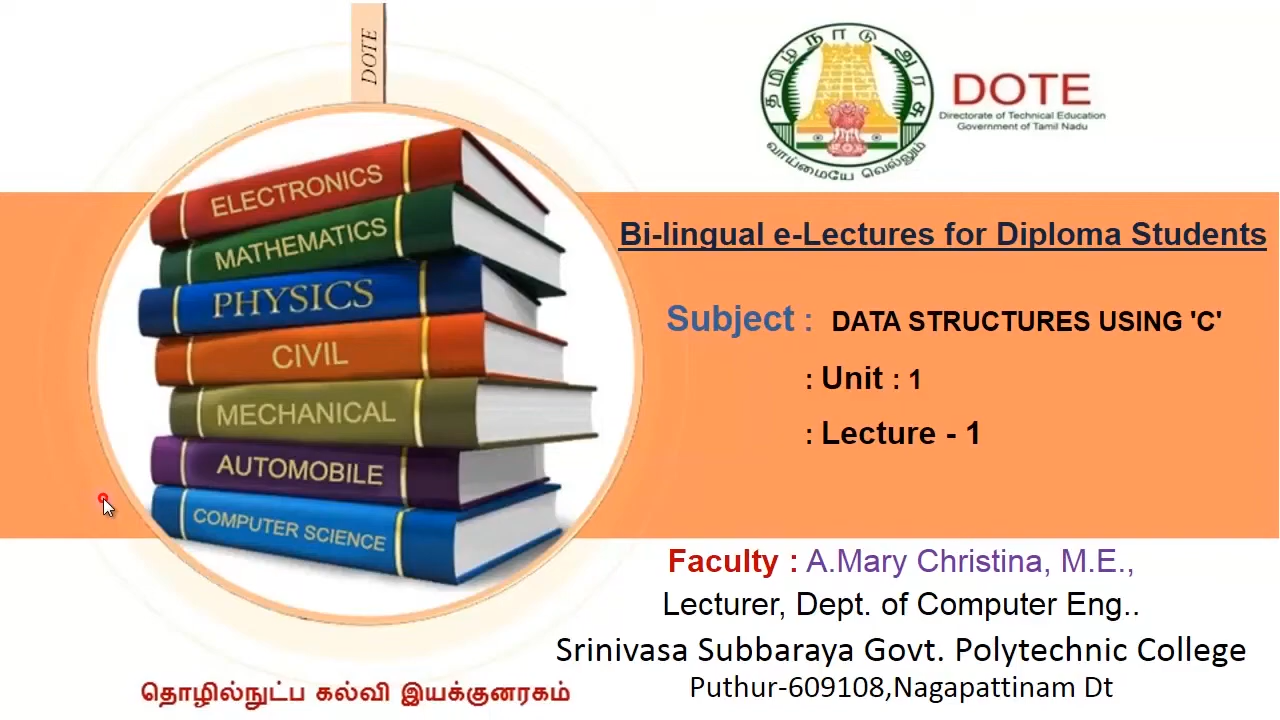 DOTE
தமிழ் நாடு அரசு
வாய்மையே வெல்லும்
DOTE
Directorate of Technical Education
Government of Tamil Nadu
ELECTRONICS
MATHEMATICS
PHYSICS
CIVIL
MECHANICAL
AUTOMOBILE
COMPUTER SCIENCE
Bi-lingual e-Lectures for Diploma Students
Subject : DATA STRUCTURES USING 'C'
: Unit : 1
: Lecture - 1
Faculty : A.Mary Christina, M.E.,
Lecturer, Dept. of Computer Eng..
Srinivasa Subbaraya Govt. Polytechnic College
Puthur-609108,Nagapattinam Dt
தொழில்நுட்ப கல்வி இயக்குனரகம்